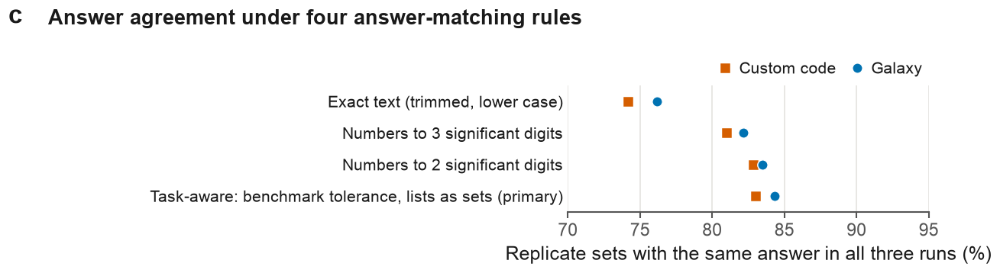 c Answer agreement under four answer-matching rules
Custom code Galaxy
Exact text (trimmed, lower case)
Numbers to 3 significant digits
Numbers to 2 significant digits
Task-aware: benchmark tolerance, lists as sets (primary)
70 75 80 85 90 95
Replicate sets with the same answer in all three runs (%)